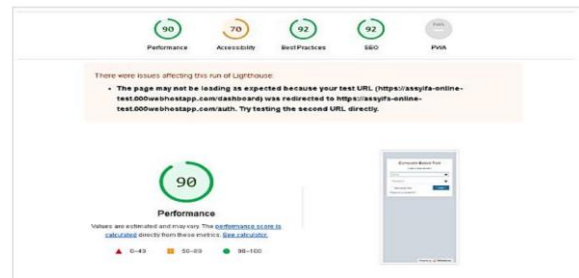 90 70 92 92
Performance Accessibility Best Practices SEO PWA
There were issues affecting this run of Lighthouse:
• The page may not be loading as expected because your test URL (https://assyifa-online-
test.000webhostapp.com/dashboard) was redirected to https://assyifa-online-
test.000webhostapp.com/auth. Try testing the second URL directly.
90
Performance
Values are estimated and may vary. The performance score is
calculated directly from these metrics. See calculator.
0–49 50–89 90–100
Computer Based Test